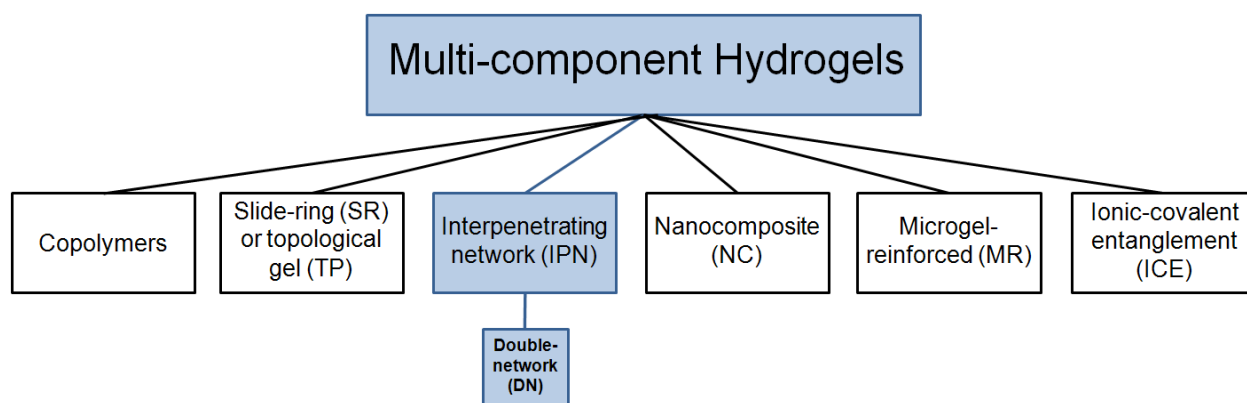 Multi-component Hydrogels
Copolymers
Slide-ring (SR)
or topological
gel (TP)
Interpenetrating
network (IPN)
Nanocomposite
(NC)
Microgel-
reinforced (MR)
Ionic-covalent
entanglement
(ICE)
Double-
network
(DN)